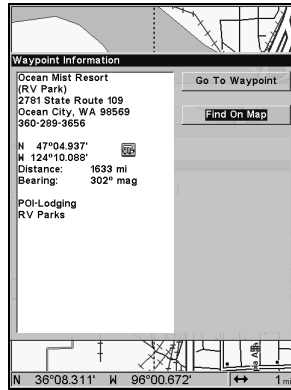 Waypoint Information
Ocean Mist Resort
(RV Park)
2781 State Route 109
Ocean City, WA 98569
360-289-3656
N 47°04.937'
W 124°10.088'
Distance: 1633 mi
Bearing: 302º mag
POI-Lodging
RV Parks
Go To Waypoint
Find On Map
N 36°08.311' W 96°00.672' ↔ 1 mi